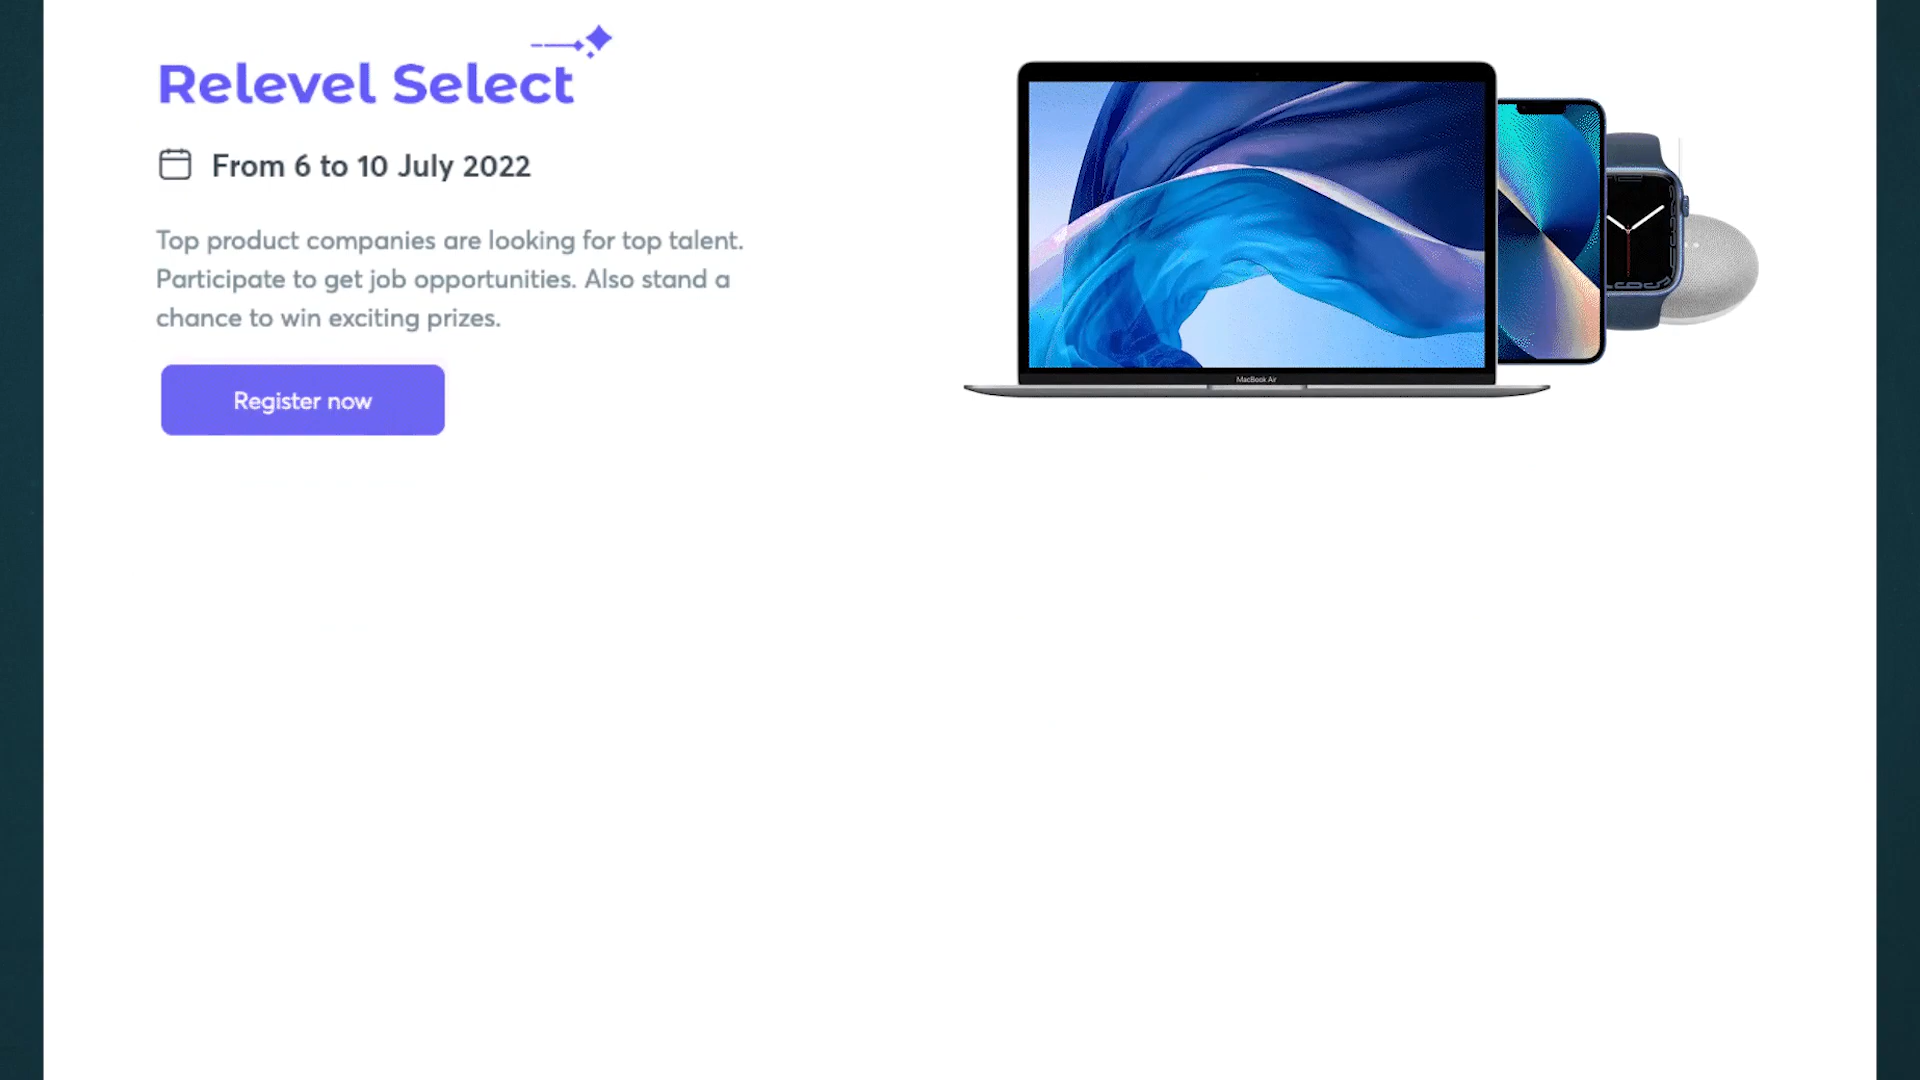 Relevel Select
From 6 to 10 July 2022
Top product companies are looking for top talent.
Participate to get job opportunities. Also stand a
chance to win exciting prizes.
Register now
MacBook Air